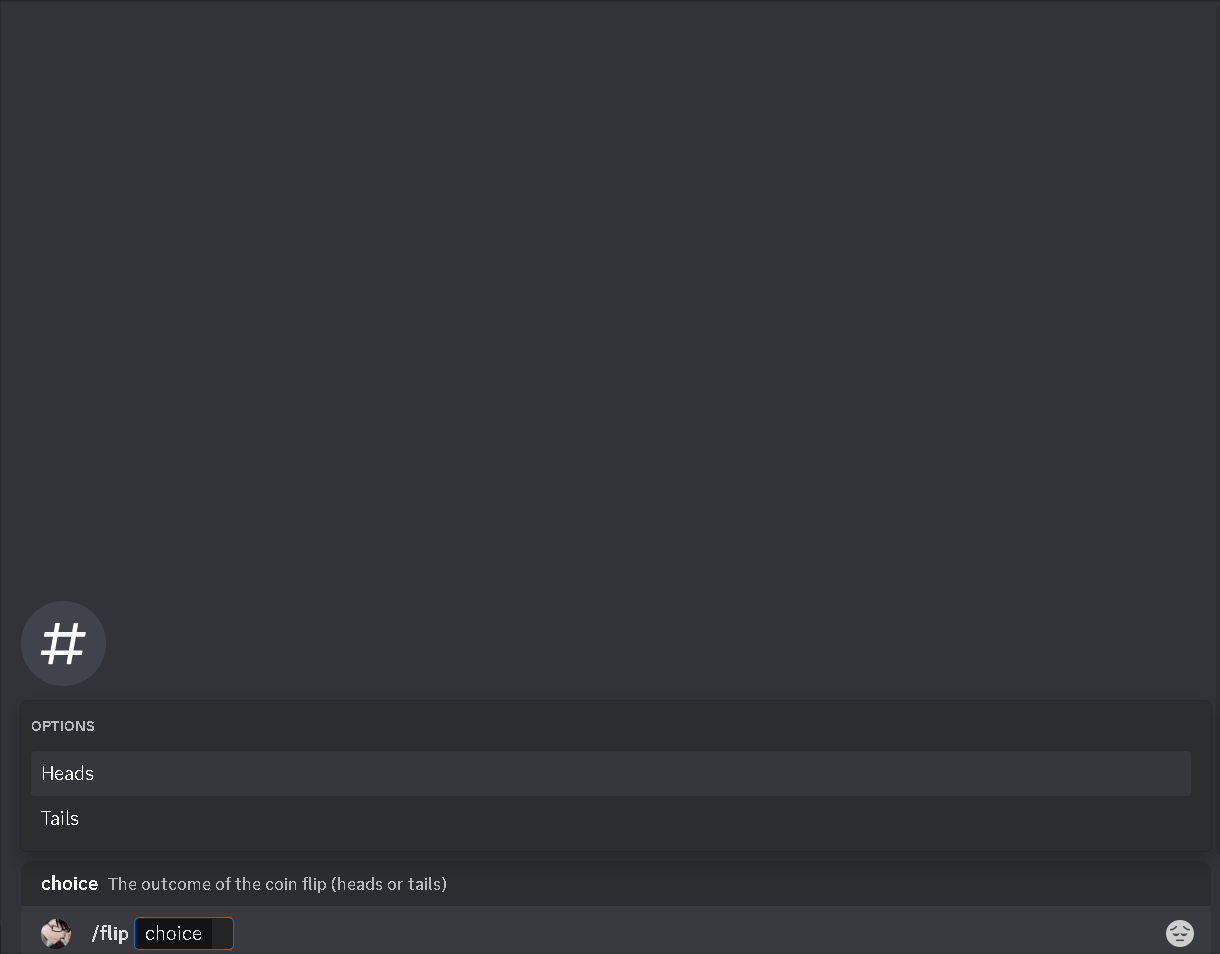 #
OPTIONS
Heads
Tails
choice The outcome of the coin flip (heads or tails)
/flip choice